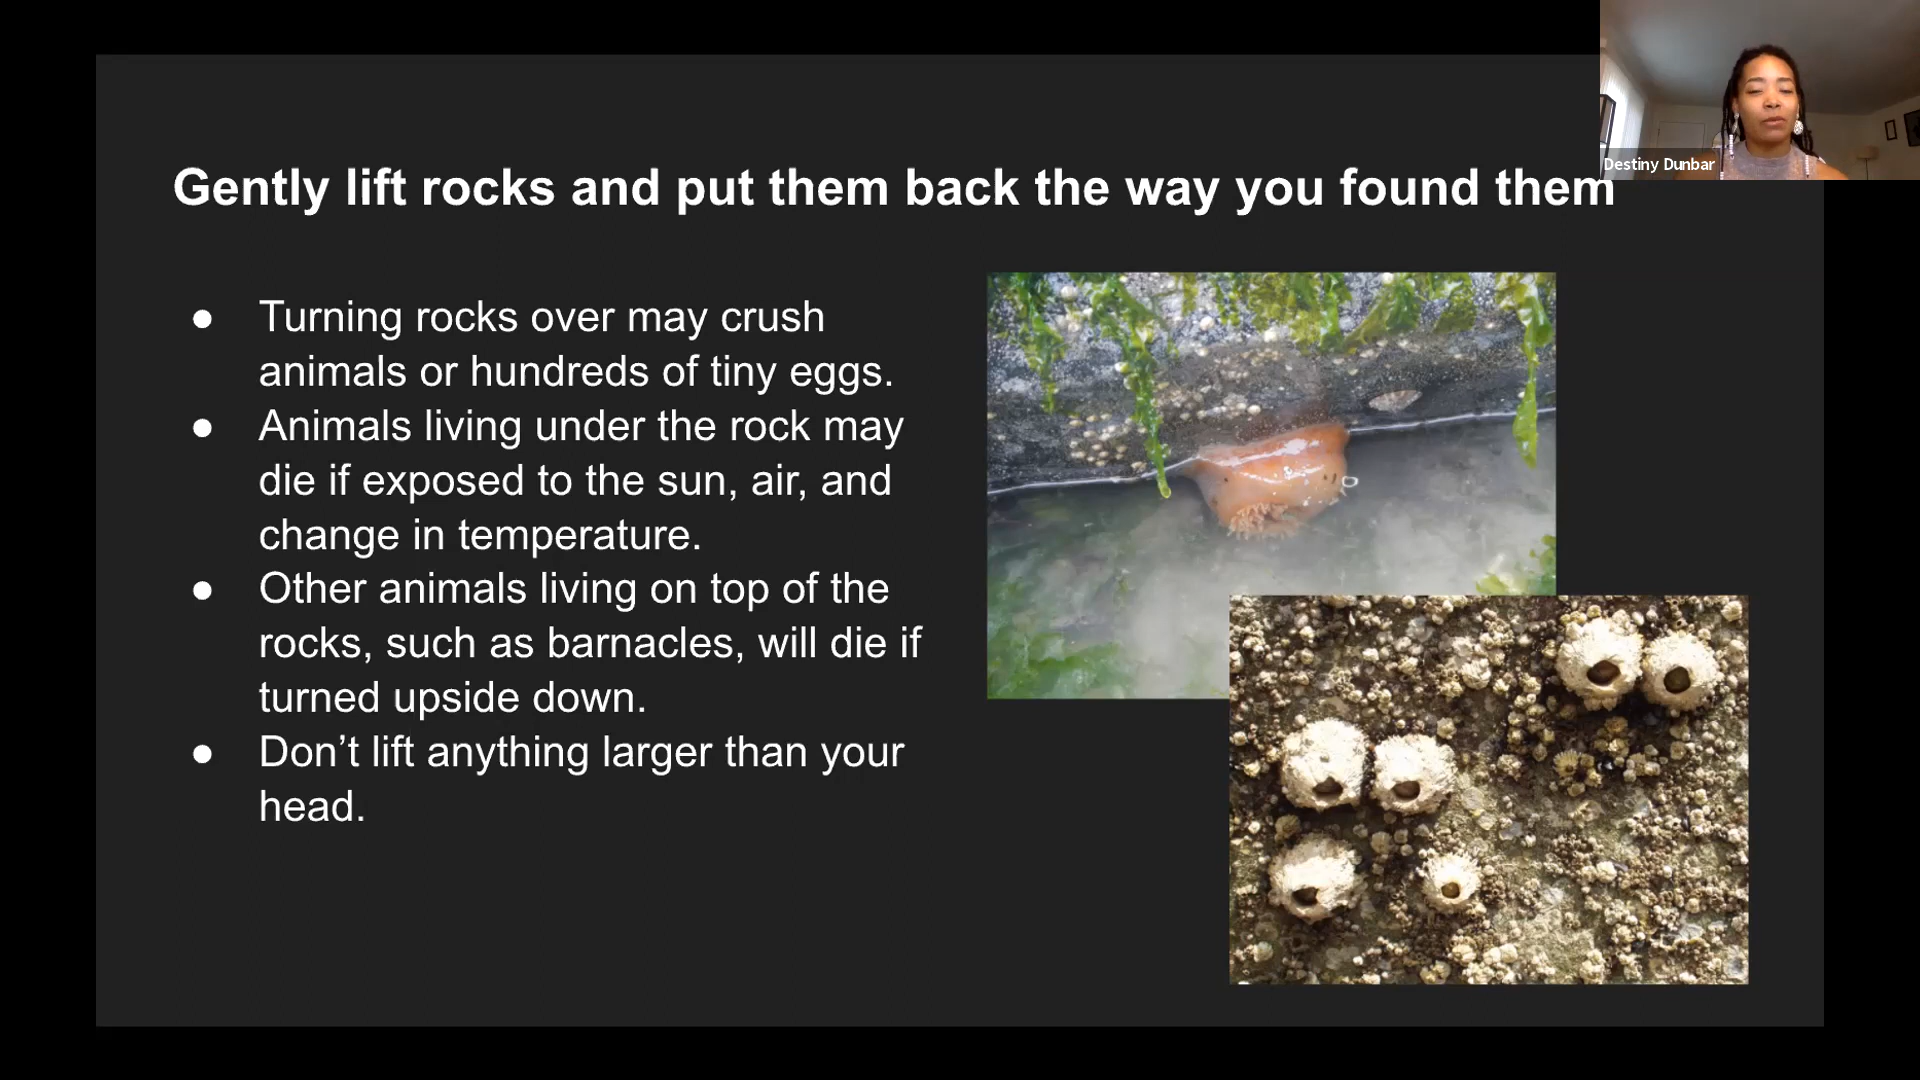 Destiny Dunbar
Gently lift rocks and put them back the way you found them
● Turning rocks over may crush
animals or hundreds of tiny eggs.
● Animals living under the rock may
die if exposed to the sun, air, and
change in temperature.
● Other animals living on top of the
rocks, such as barnacles, will die if
turned upside down.
● Don’t lift anything larger than your
head.